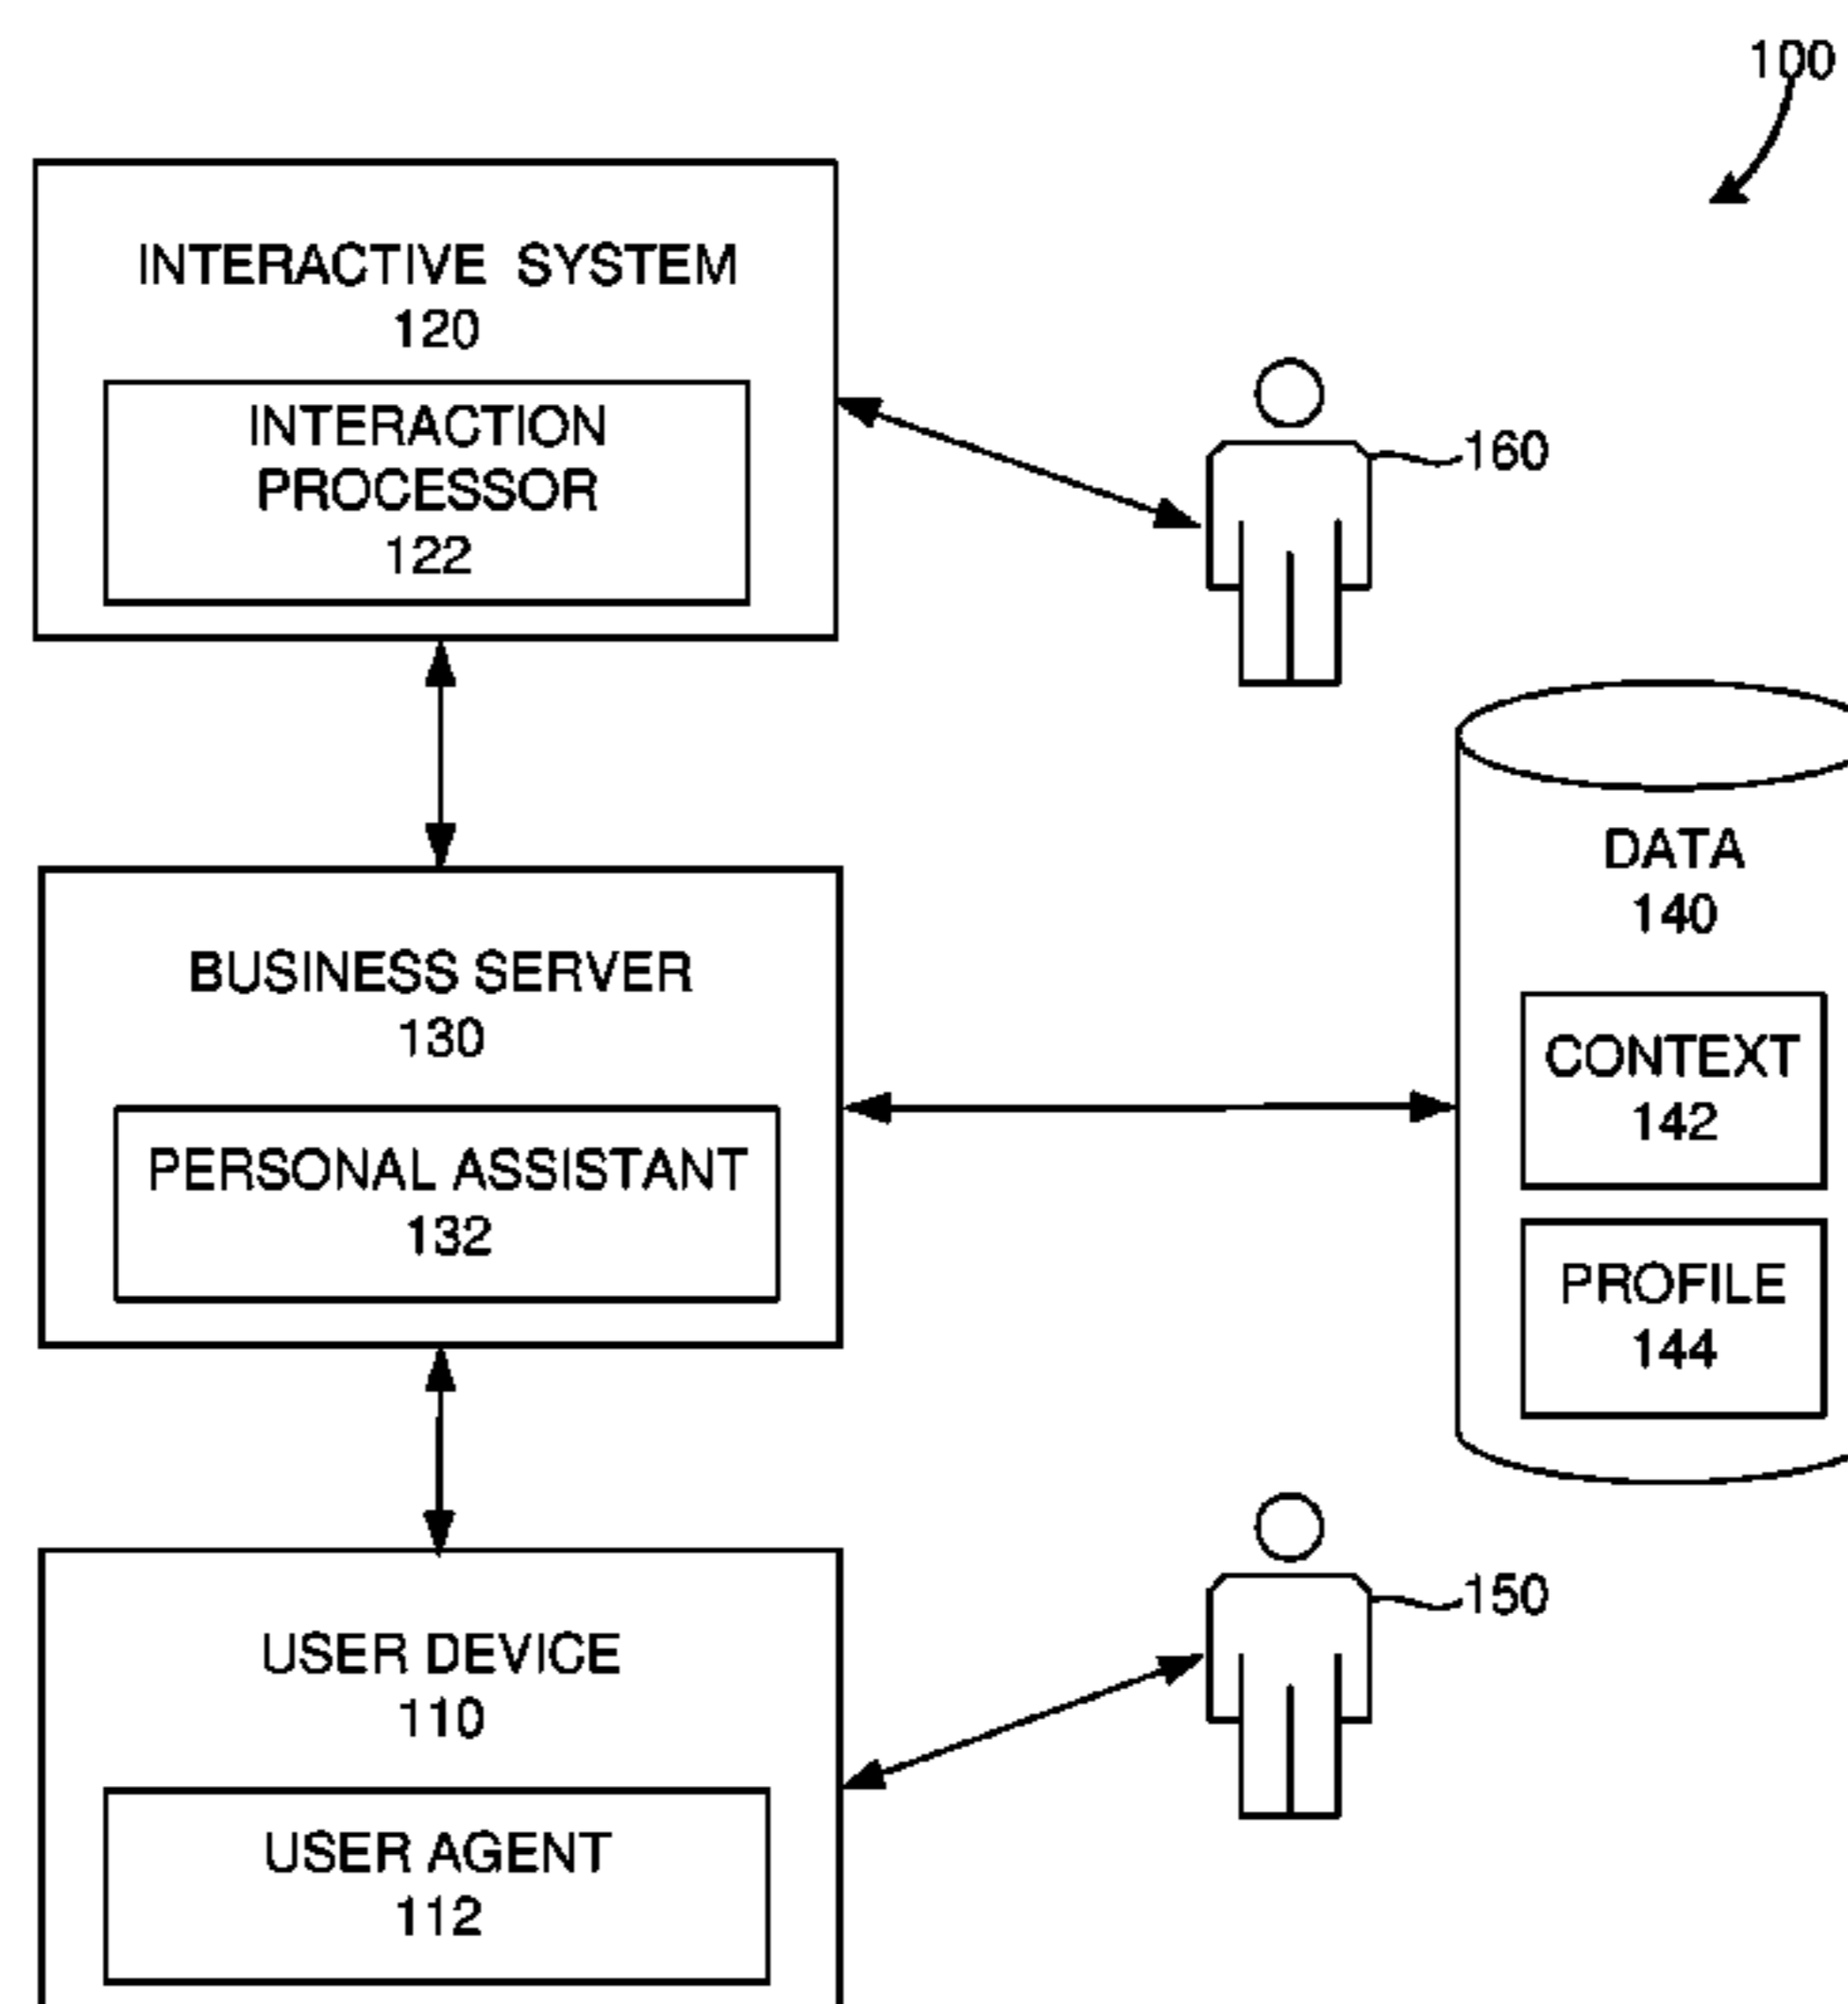 100
INTERACTIVE SYSTEM
120
INTERACTION
PROCESSOR
122
160
DATA
140
BUSINESS SERVER
130
CONTEXT
142
PERSONAL ASSISTANT
132
PROFILE
144
150
USER DEVICE
110
USER AGENT
112